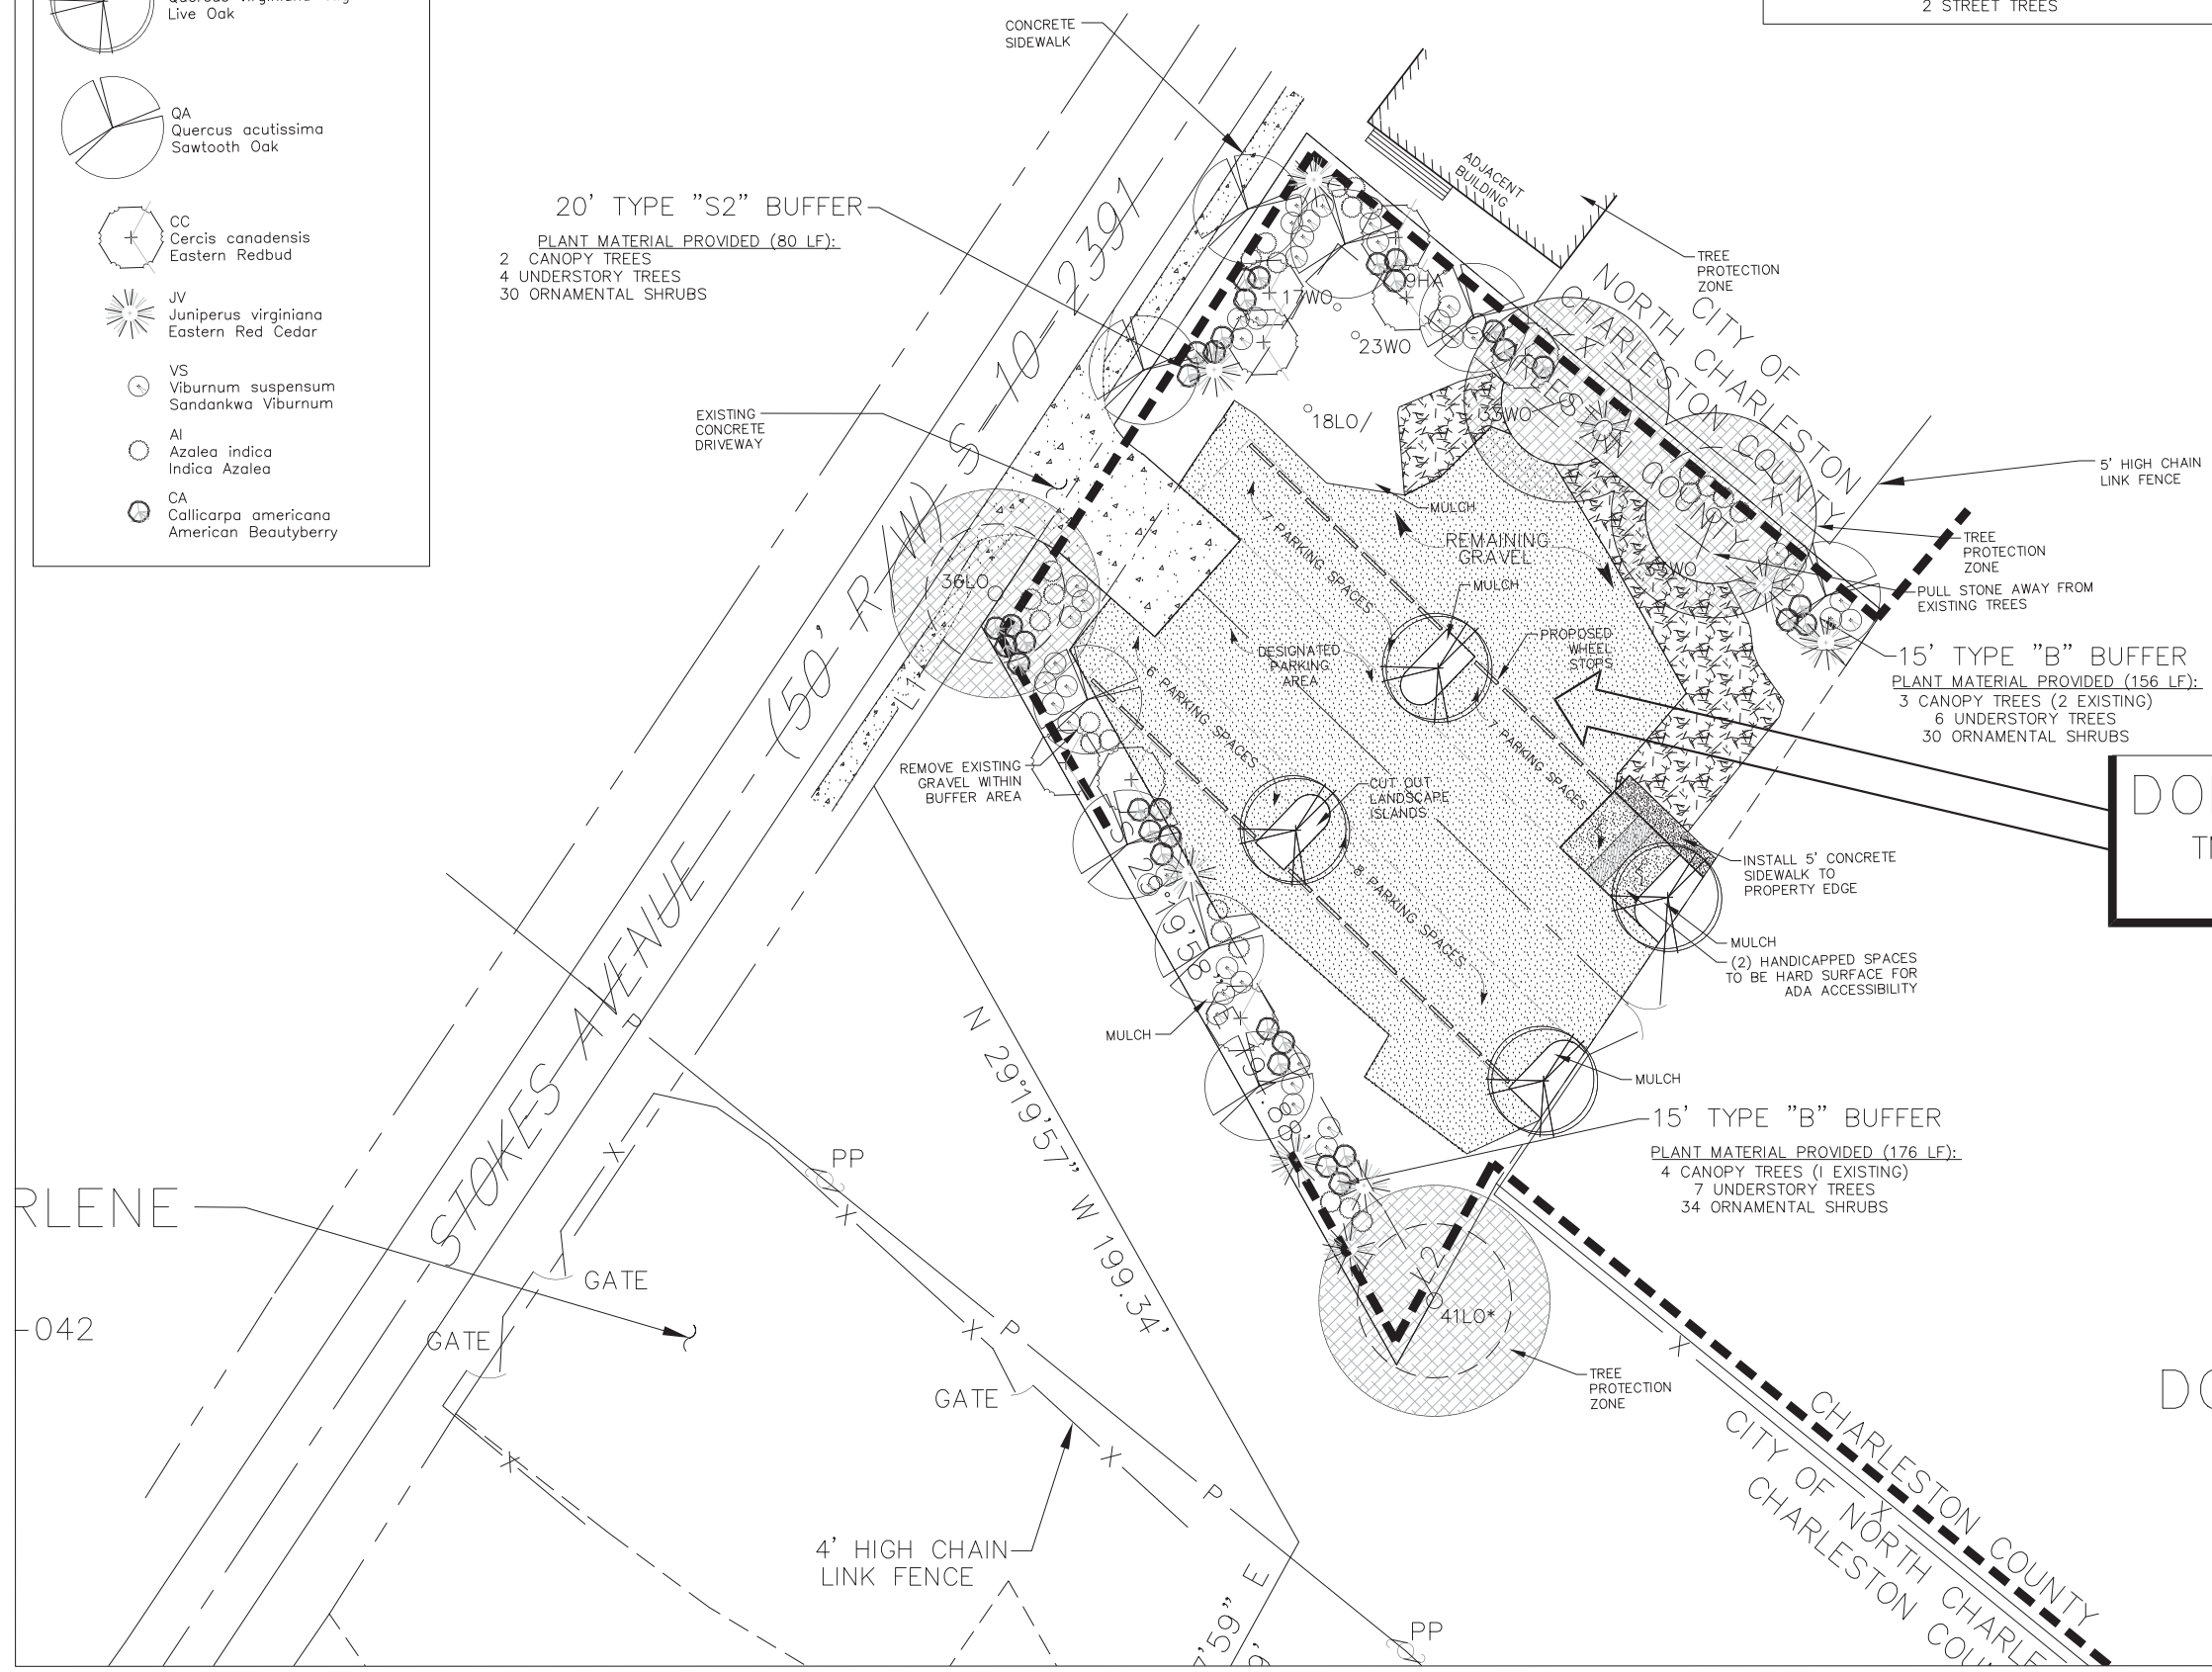 Live Oak
QA
Quercus acutissima
Sawtooth Oak
CC
Cercis canadensis
Eastern Redbud
JV
Juniperus virginiana
Eastern Red Cedar
VS
Viburnum suspensum
Sandankwa Viburnum
AI
Azalea indica
Indica Azalea
CA
Callicarpa americana
American Beautyberry
2 STREET TREES
CONCRETE
SIDEWALK
20' TYPE "S2" BUFFER
PLANT MATERIAL PROVIDED (80 LF):
2 CANOPY TREES
4 UNDERSTORY TREES
30 ORNAMENTAL SHRUBS
ADJACENT
BUILDING
TREE
PROTECTION
ZONE
CITY OF
NORTH CHARLESTON
CHARLESTON COUNTY
S-10-2391
17WO
9HA
23WO
18LO/
33WO
EXISTING
CONCRETE
DRIVEWAY
5' HIGH CHAIN
LINK FENCE
MULCH
REMAINING
GRAVEL
MULCH
7 PARKING SPACES
TREE
PROTECTION
ZONE
PULL STONE AWAY FROM
EXISTING TREES
36LO
(50' R/W)
L1
DESIGNATED
PARKING
AREA
PROPOSED
WHEEL
STOPS
6 PARKING SPACES
7 PARKING SPACES
15' TYPE "B" BUFFER
PLANT MATERIAL PROVIDED (156 LF):
3 CANOPY TREES (2 EXISTING)
6 UNDERSTORY TREES
30 ORNAMENTAL SHRUBS
REMOVE EXISTING
GRAVEL WITHIN
BUFFER AREA
CUT OUT
LANDSCAPE
ISLANDS
8 PARKING SPACES
INSTALL 5' CONCRETE
SIDEWALK TO
PROPERTY EDGE
MULCH
(2) HANDICAPPED SPACES
TO BE HARD SURFACE FOR
ADA ACCESSIBILITY
MULCH
MULCH
STOKES AVENUE
P
N 29°19'57" W 199.34'
15' TYPE "B" BUFFER
PLANT MATERIAL PROVIDED (176 LF):
4 CANOPY TREES (1 EXISTING)
7 UNDERSTORY TREES
34 ORNAMENTAL SHRUBS
X
PP
X
RLENE
GATE
GATE
-042
X
P
GATE
L2
41LO*
TREE
PROTECTION
ZONE
X
X
X
P
4' HIGH CHAIN
LINK FENCE
CHARLESTON COUNTY
CITY OF NORTH CHARLE
CHARLESTON COU
X
PP